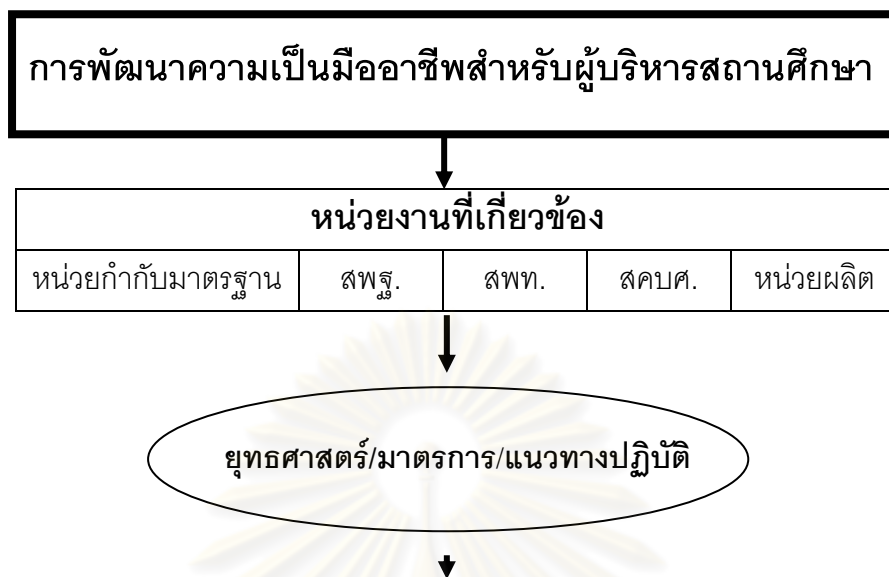 การพัฒนาความเป็นมืออาชีพสำหรับผู้บริหารสถานศึกษา
หน่วยงานที่เกี่ยวข้อง
หน่วยกำกับมาตรฐาน สพฐ. สพท. สคบศ. หน่วยผลิต
ยุทธศาสตร์/มาตรการ/แนวทางปฏิบัติ